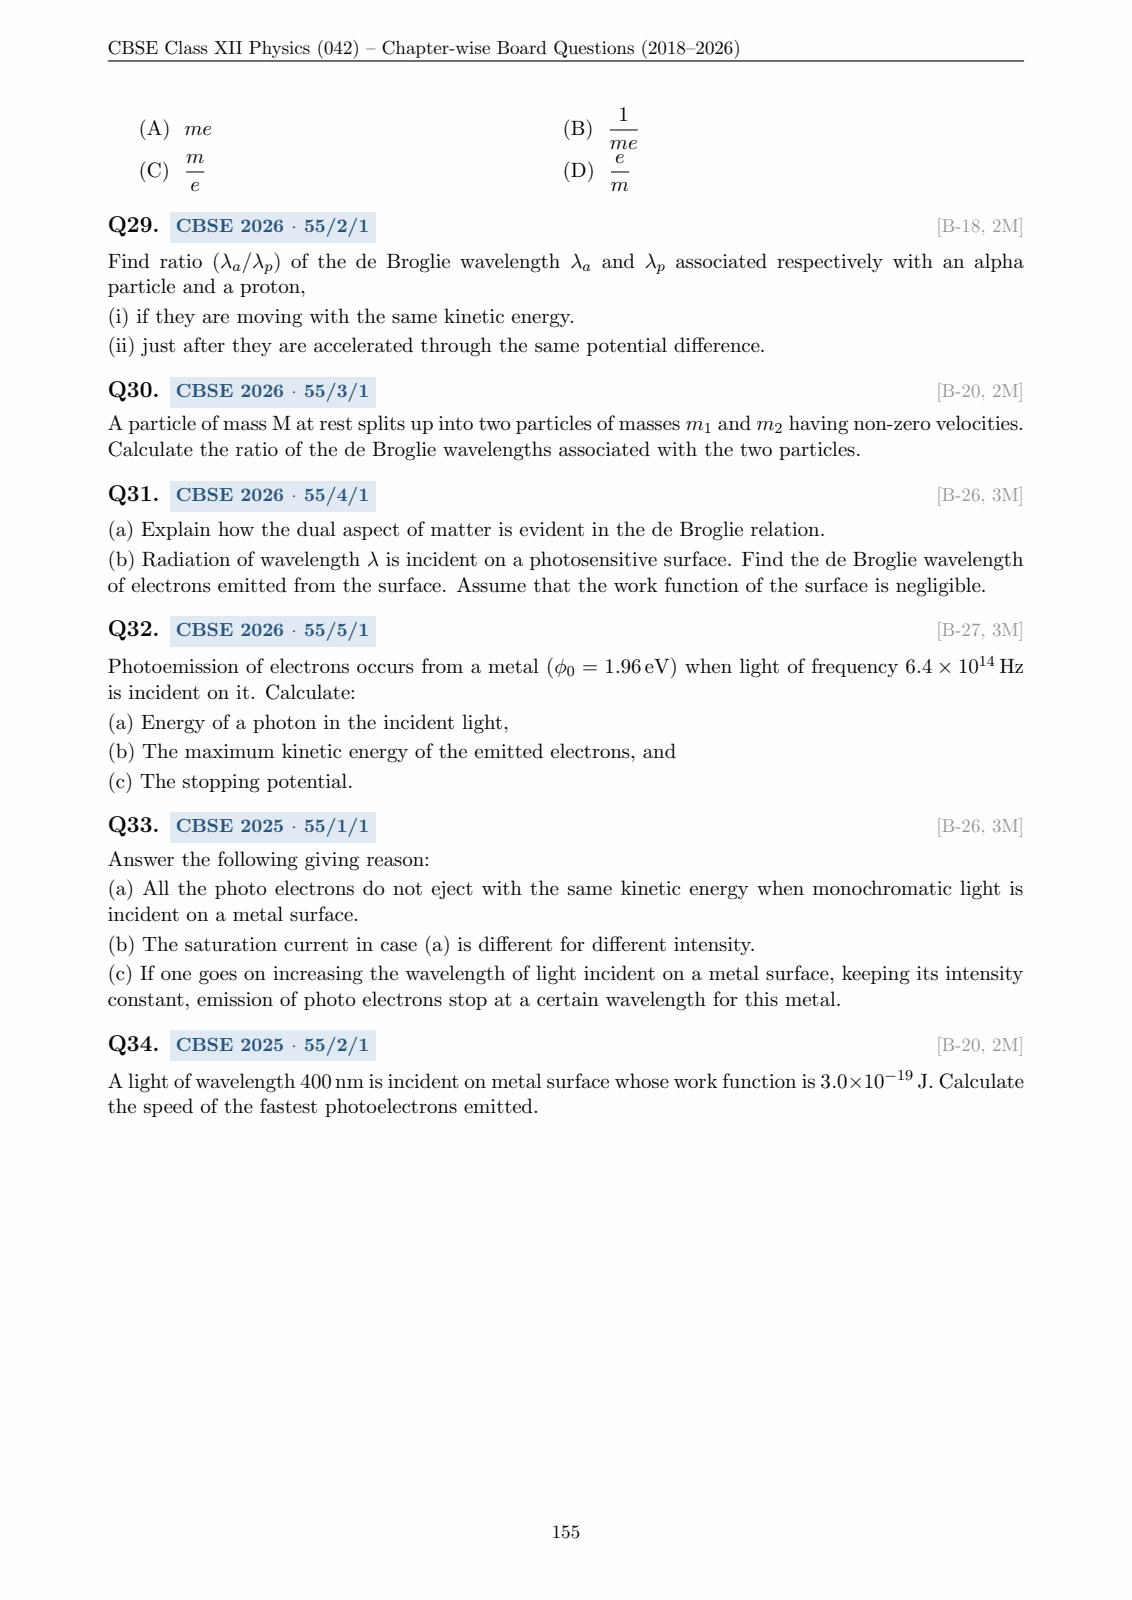 CBSE Class XII Physics (042) – Chapter-wise Board Questions (2018–2026)
(A) me
(B) 1/me
(C) m/e
(D) e/m
Q29. CBSE 2026 · 55/2/1 [B-18, 2M]
Find ratio (λₐ/λₚ) of the de Broglie wavelength λₐ and λₚ associated respectively with an alpha
particle and a proton,
(i) if they are moving with the same kinetic energy.
(ii) just after they are accelerated through the same potential difference.
Q30. CBSE 2026 · 55/3/1 [B-20, 2M]
A particle of mass M at rest splits up into two particles of masses m₁ and m₂ having non-zero velocities.
Calculate the ratio of the de Broglie wavelengths associated with the two particles.
Q31. CBSE 2026 · 55/4/1 [B-26, 3M]
(a) Explain how the dual aspect of matter is evident in the de Broglie relation.
(b) Radiation of wavelength λ is incident on a photosensitive surface. Find the de Broglie wavelength
of electrons emitted from the surface. Assume that the work function of the surface is negligible.
Q32. CBSE 2026 · 55/5/1 [B-27, 3M]
Photoemission of electrons occurs from a metal (ϕ₀ = 1.96 eV) when light of frequency 6.4 × 10¹⁴ Hz
is incident on it. Calculate:
(a) Energy of a photon in the incident light,
(b) The maximum kinetic energy of the emitted electrons, and
(c) The stopping potential.
Q33. CBSE 2025 · 55/1/1 [B-26, 3M]
Answer the following giving reason:
(a) All the photo electrons do not eject with the same kinetic energy when monochromatic light is
incident on a metal surface.
(b) The saturation current in case (a) is different for different intensity.
(c) If one goes on increasing the wavelength of light incident on a metal surface, keeping its intensity
constant, emission of photo electrons stop at a certain wavelength for this metal.
Q34. CBSE 2025 · 55/2/1 [B-20, 2M]
A light of wavelength 400 nm is incident on metal surface whose work function is 3.0×10⁻¹⁹ J. Calculate
the speed of the fastest photoelectrons emitted.
155